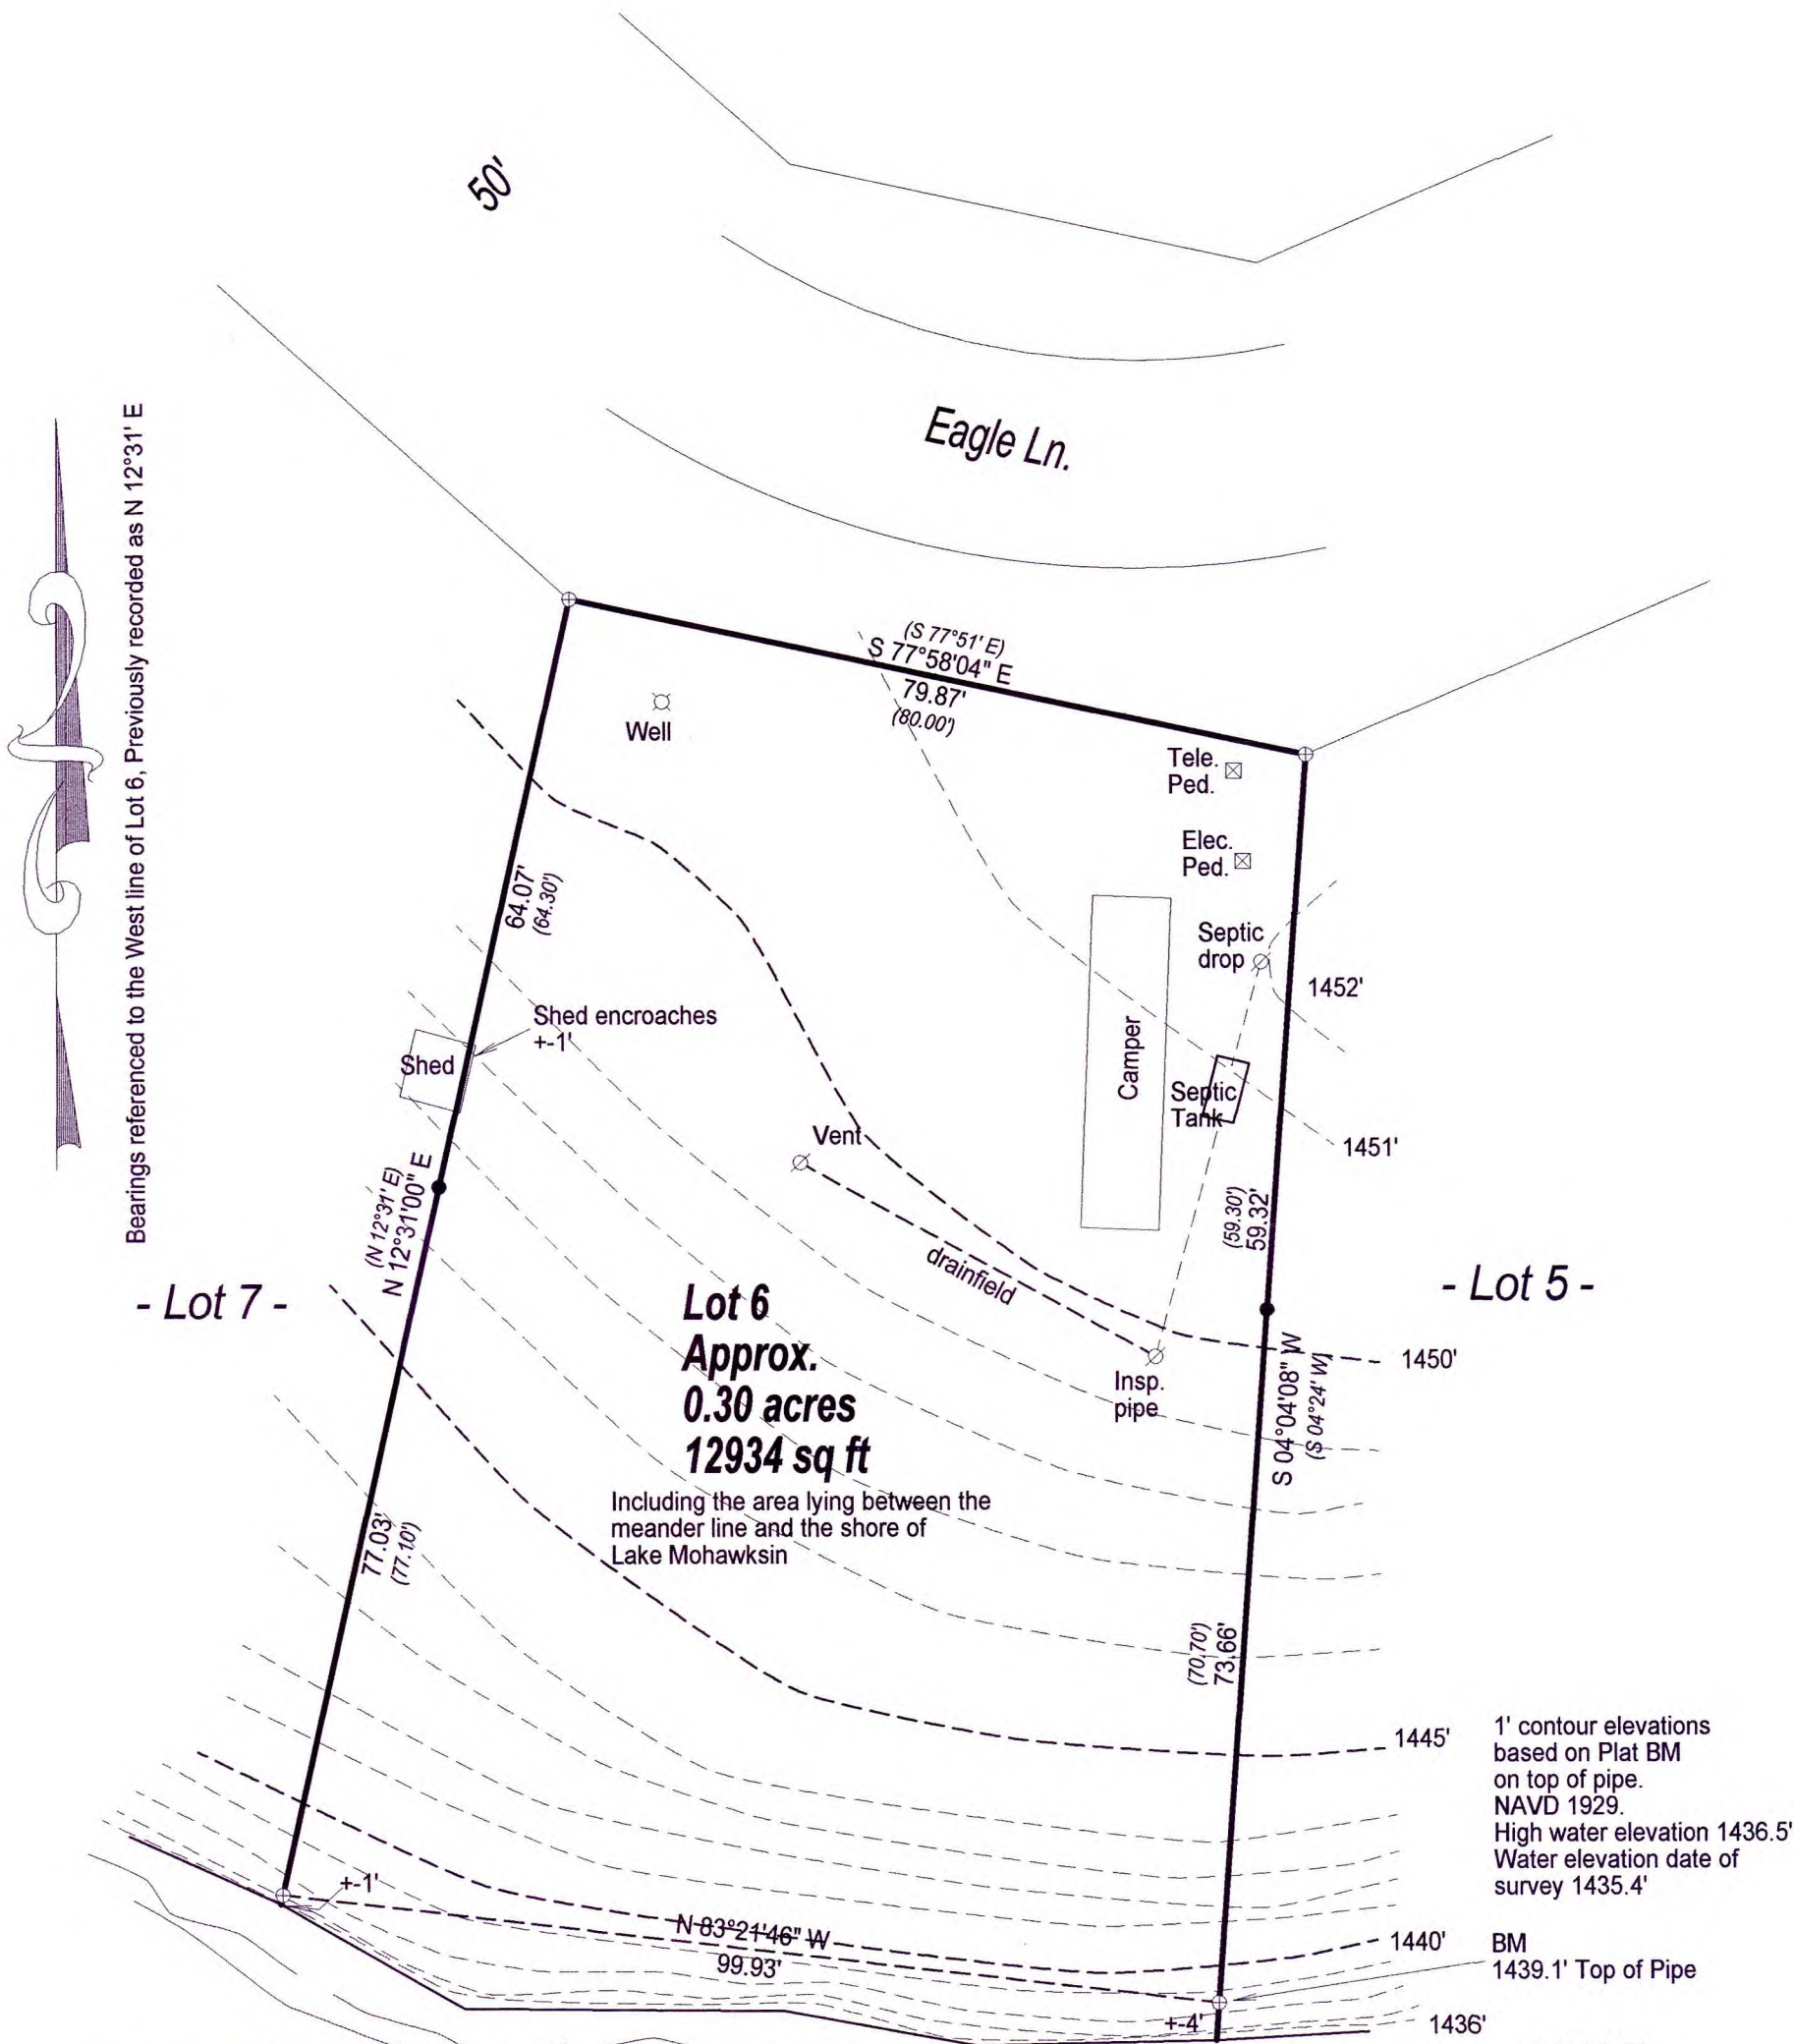 50'
Eagle Ln.
Bearings referenced to the West line of Lot 6, Previously recorded as N 12°31' E
(S 77°51' E)
S 77°58'04" E
79.87'
(80.00')
Well
Tele.
Ped.
Elec.
Ped.
64.07'
(64.30')
Septic
drop
1452'
Shed encroaches
+-1'
Shed
Camper
Septic
Tank
Vent
1451'
(N 12°31' E)
N 12°31'00" E
(59.30')
59.32'
drainfield
- Lot 7 -
- Lot 5 -
Lot 6
Approx.
0.30 acres
12934 sq ft
Including the area lying between the
meander line and the shore of
Lake Mohawksin
1450'
Insp.
pipe
S 04°04'08" W
(S 04°24' W)
77.03'
(77.10')
(70.70')
73.66'
1445'
1' contour elevations
based on Plat BM
on top of pipe.
NAVD 1929.
High water elevation 1436.5'
Water elevation date of
survey 1435.4'
+-1'
N 83°21'46" W
99.93'
1440'
BM
1439.1' Top of Pipe
+-4'
1436'